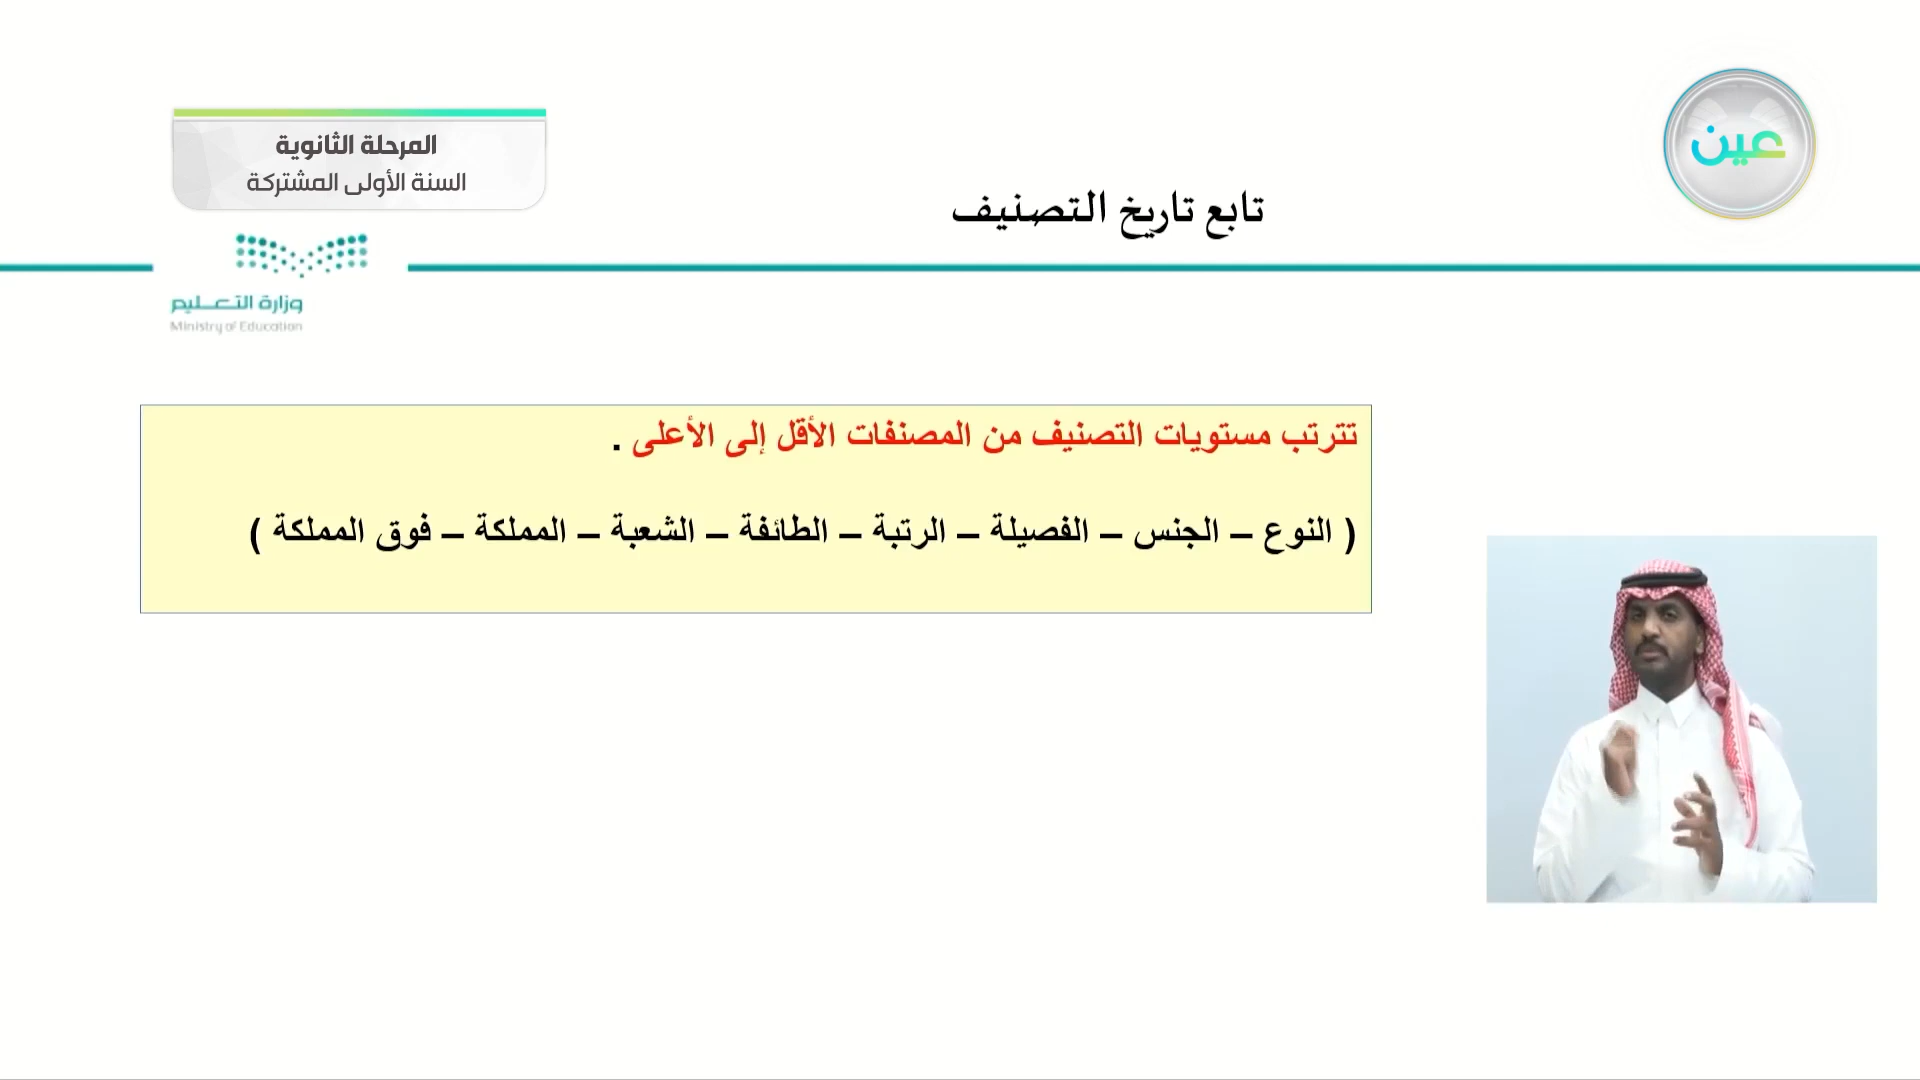 عين
المرحلة الثانوية
السنة الأولى المشتركة
تابع تاريخ التصنيف
وزارة التعـــليم
Ministry of Education
تترتب مستويات التصنيف من المصنفات الأقل إلى الأعلى .
( النوع – الجنس – الفصيلة – الرتبة – الطائفة – الشعبة – المملكة – فوق المملكة )